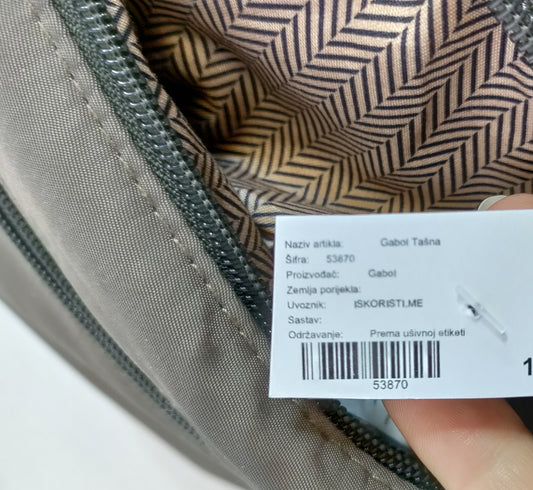 Naziv artikla: Gabol Tašna
Šifra: 53870
Proizvođač: Gabol
Zemlja porijekla:
Uvoznik: ISKORISTI,ME
Sastav:
Održavanje: Prema ušivnoj etiketi
53870
1